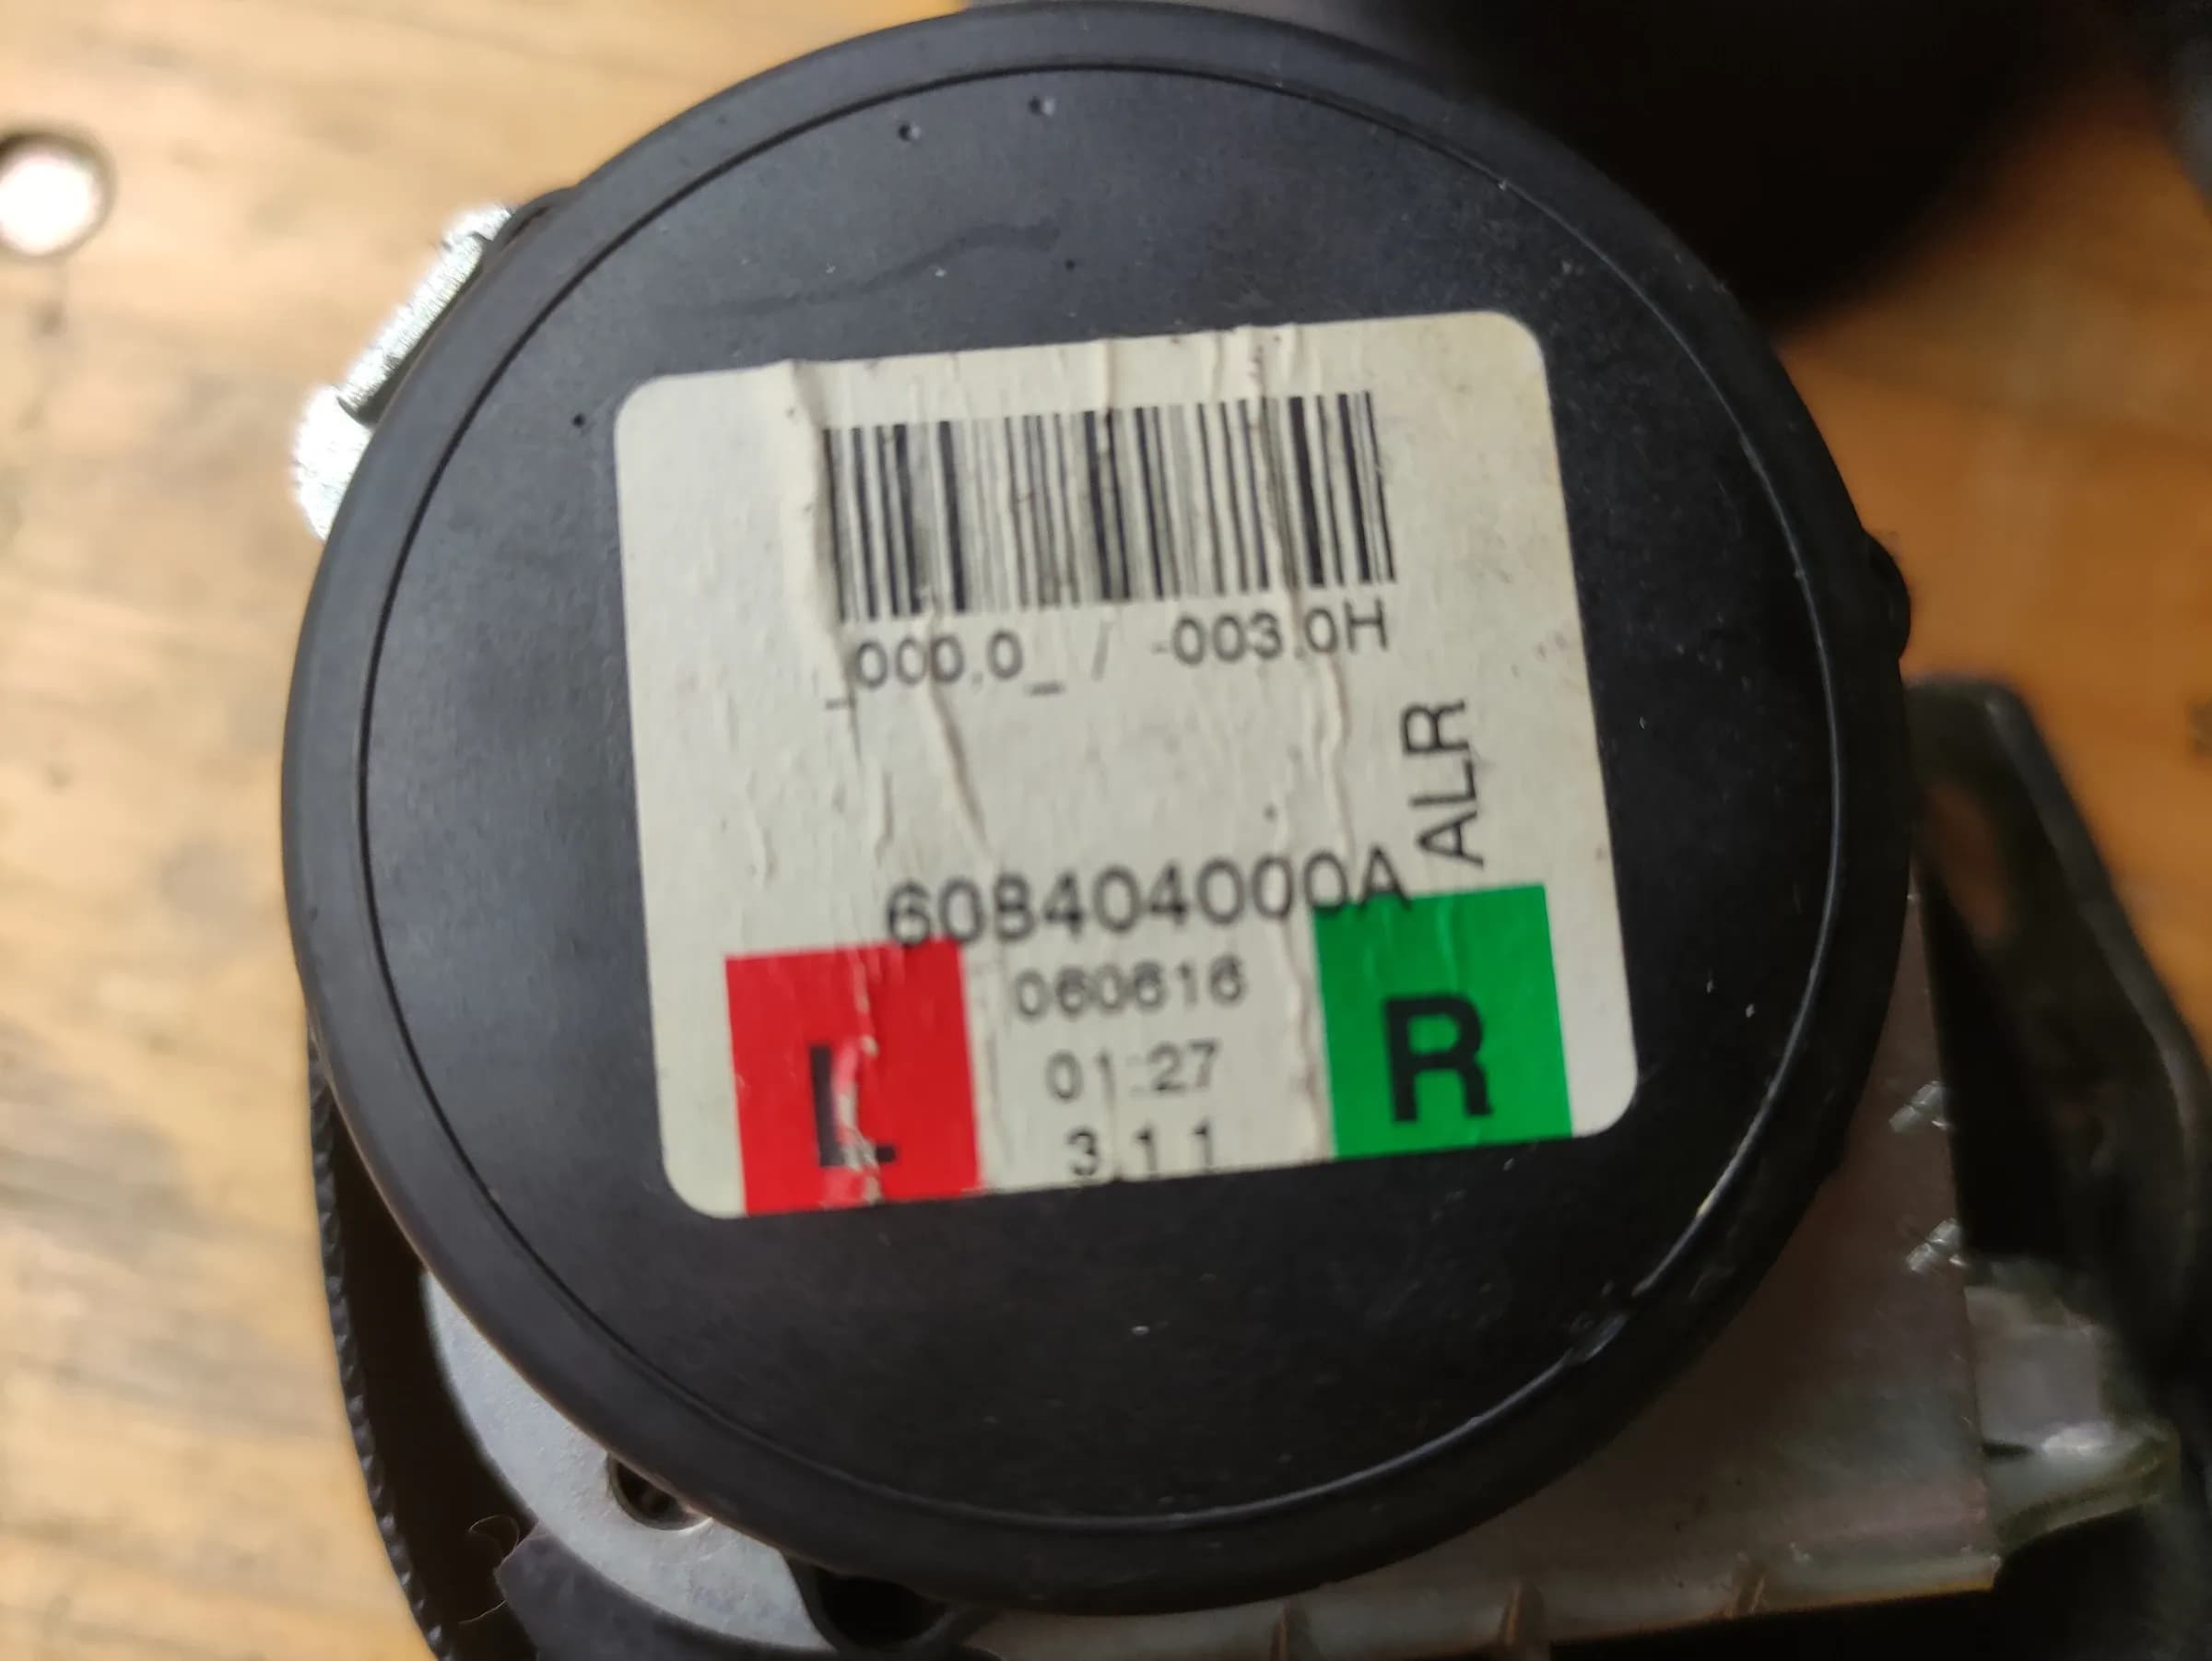 _000.0_ / -003.0H
ALR
608404000A
L
060616
01:27
3.1 1
R